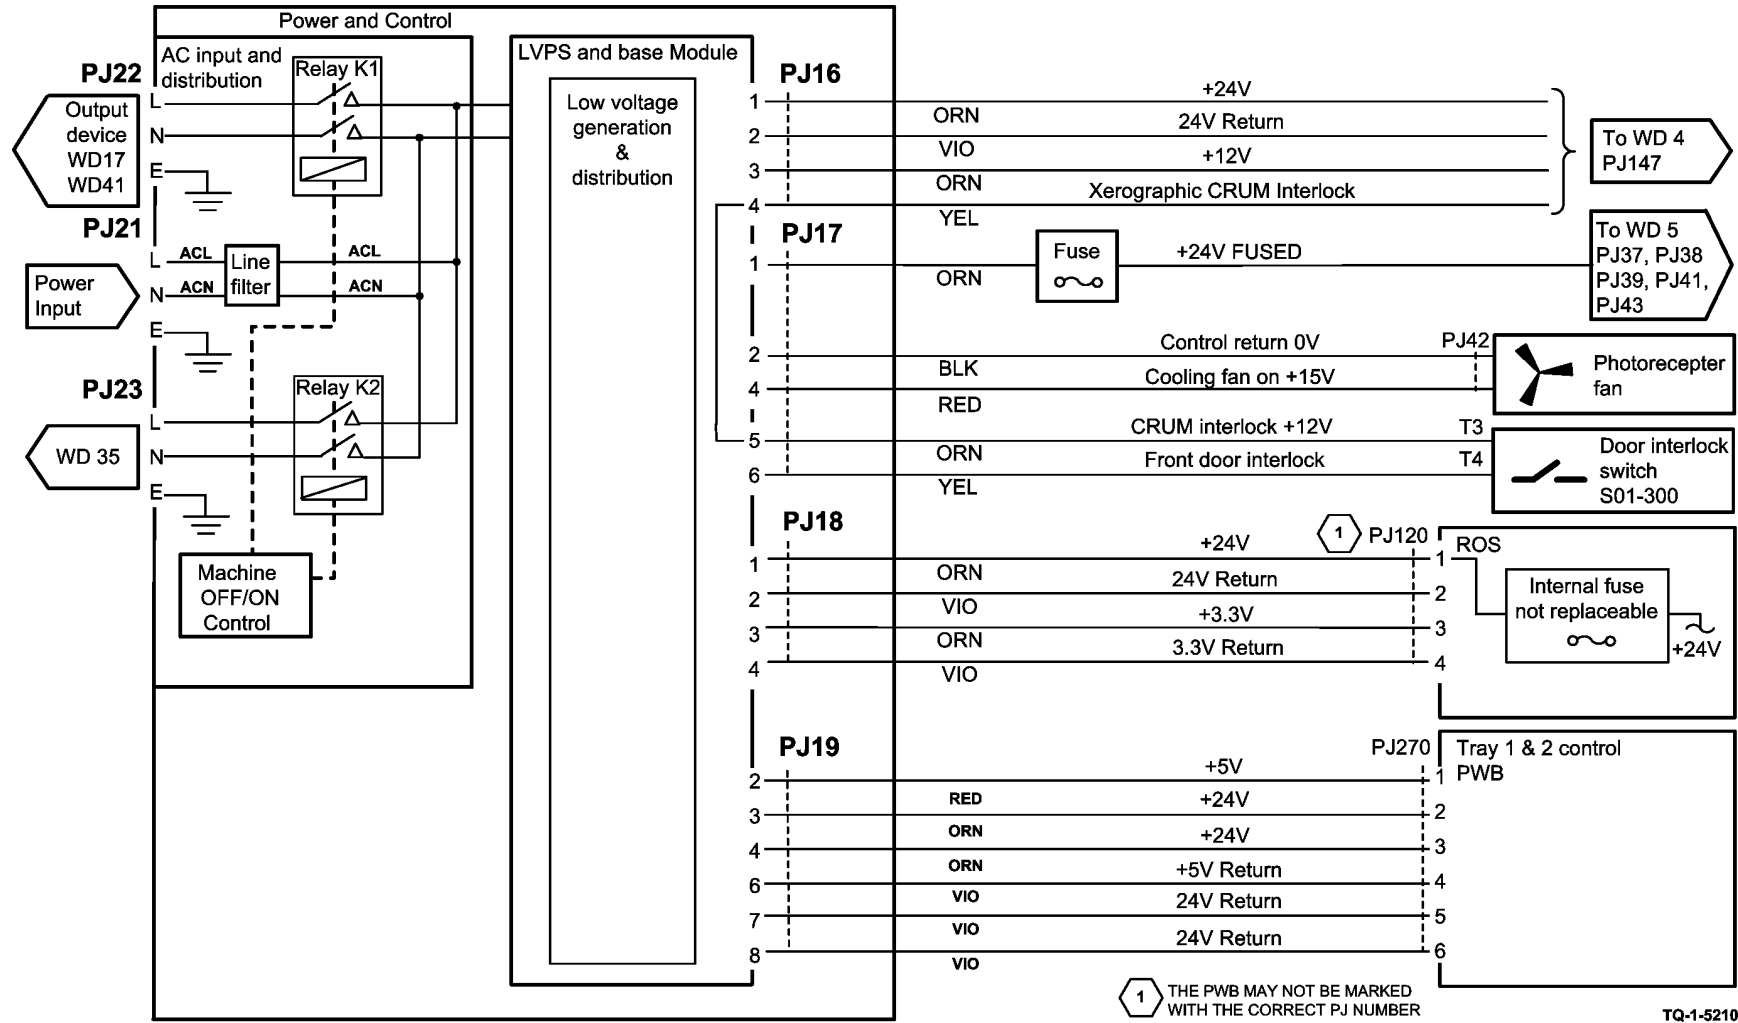 Power and Control
AC input and
distribution
Relay K1
PJ22
Output
device
WD17
WD41
L
N
E
PJ21
L
ACL
Line
filter
ACL
N
ACN
ACN
E
Power
Input
PJ23
L
N
E
WD 35
Relay K2
Machine
OFF/ON
Control
LVPS and base Module
Low voltage
generation
&
distribution
PJ16
1
+24V
ORN
2
24V Return
VIO
3
+12V
ORN
4
Xerographic CRUM Interlock
YEL
To WD 4
PJ147
PJ17
1
ORN
Fuse
+24V FUSED
To WD 5
PJ37, PJ38
PJ39, PJ41,
PJ43
2
Control return 0V
PJ42
BLK
4
Cooling fan on +15V
RED
Photorecepter
fan
5
CRUM interlock +12V
T3
ORN
6
Front door interlock
T4
YEL
Door interlock
switch
S01-300
PJ18
1
PJ120
1
+24V
1
ORN
2
24V Return
2
VIO
3
+3.3V
3
ORN
4
3.3V Return
4
VIO
ROS
Internal fuse
not replaceable
+24V
PJ19
PJ270
Tray 1 & 2 control
PWB
2
+5V
1
RED
3
+24V
2
ORN
4
+24V
3
ORN
6
+5V Return
4
VIO
7
24V Return
5
VIO
8
24V Return
6
VIO
1
THE PWB MAY NOT BE MARKED
WITH THE CORRECT PJ NUMBER
TQ-1-5210